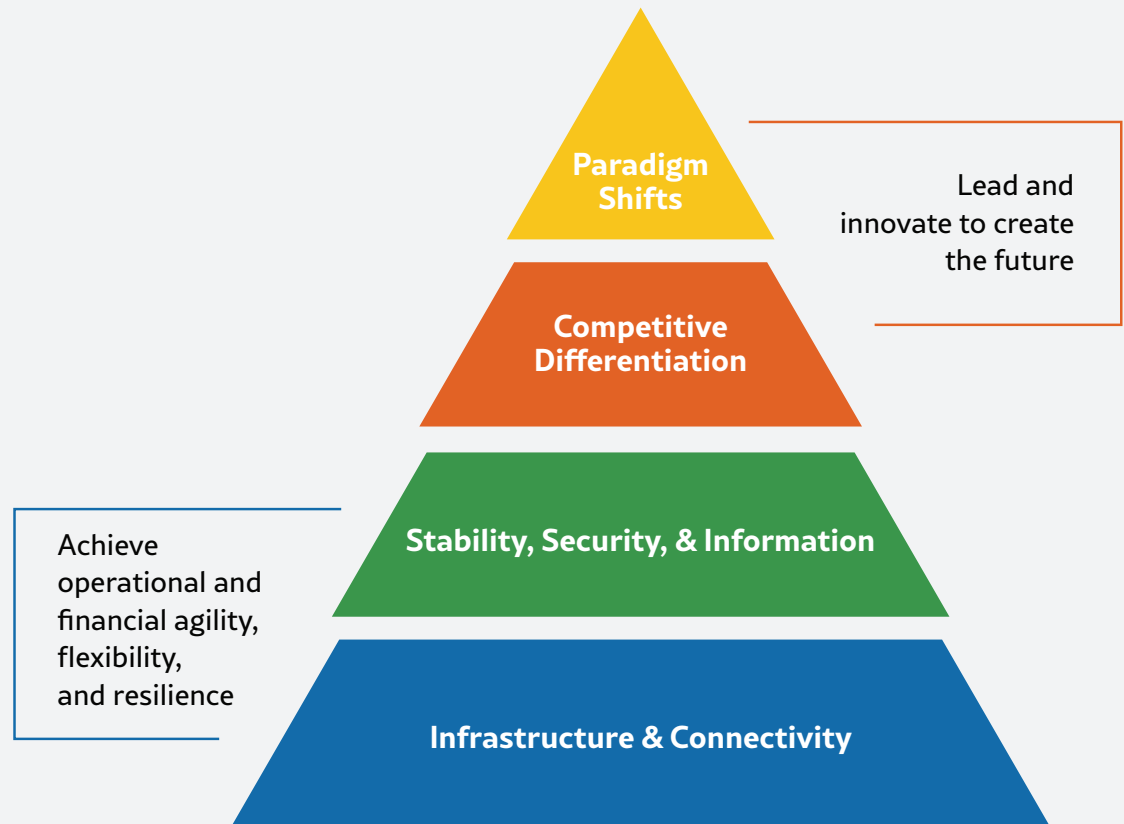 Paradigm
Shifts
Lead and
innovate to create
the future
Competitive
Differentiation
Stability, Security, & Information
Achieve
operational and
financial agility,
flexibility,
and resilience
Infrastructure & Connectivity